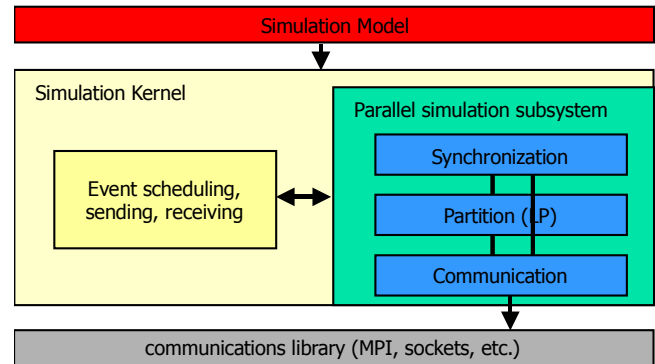 Simulation Model
Simulation Kernel
Parallel simulation subsystem
Event scheduling,
sending, receiving
Synchronization
Partition (LP)
Communication
communications library (MPI, sockets, etc.)